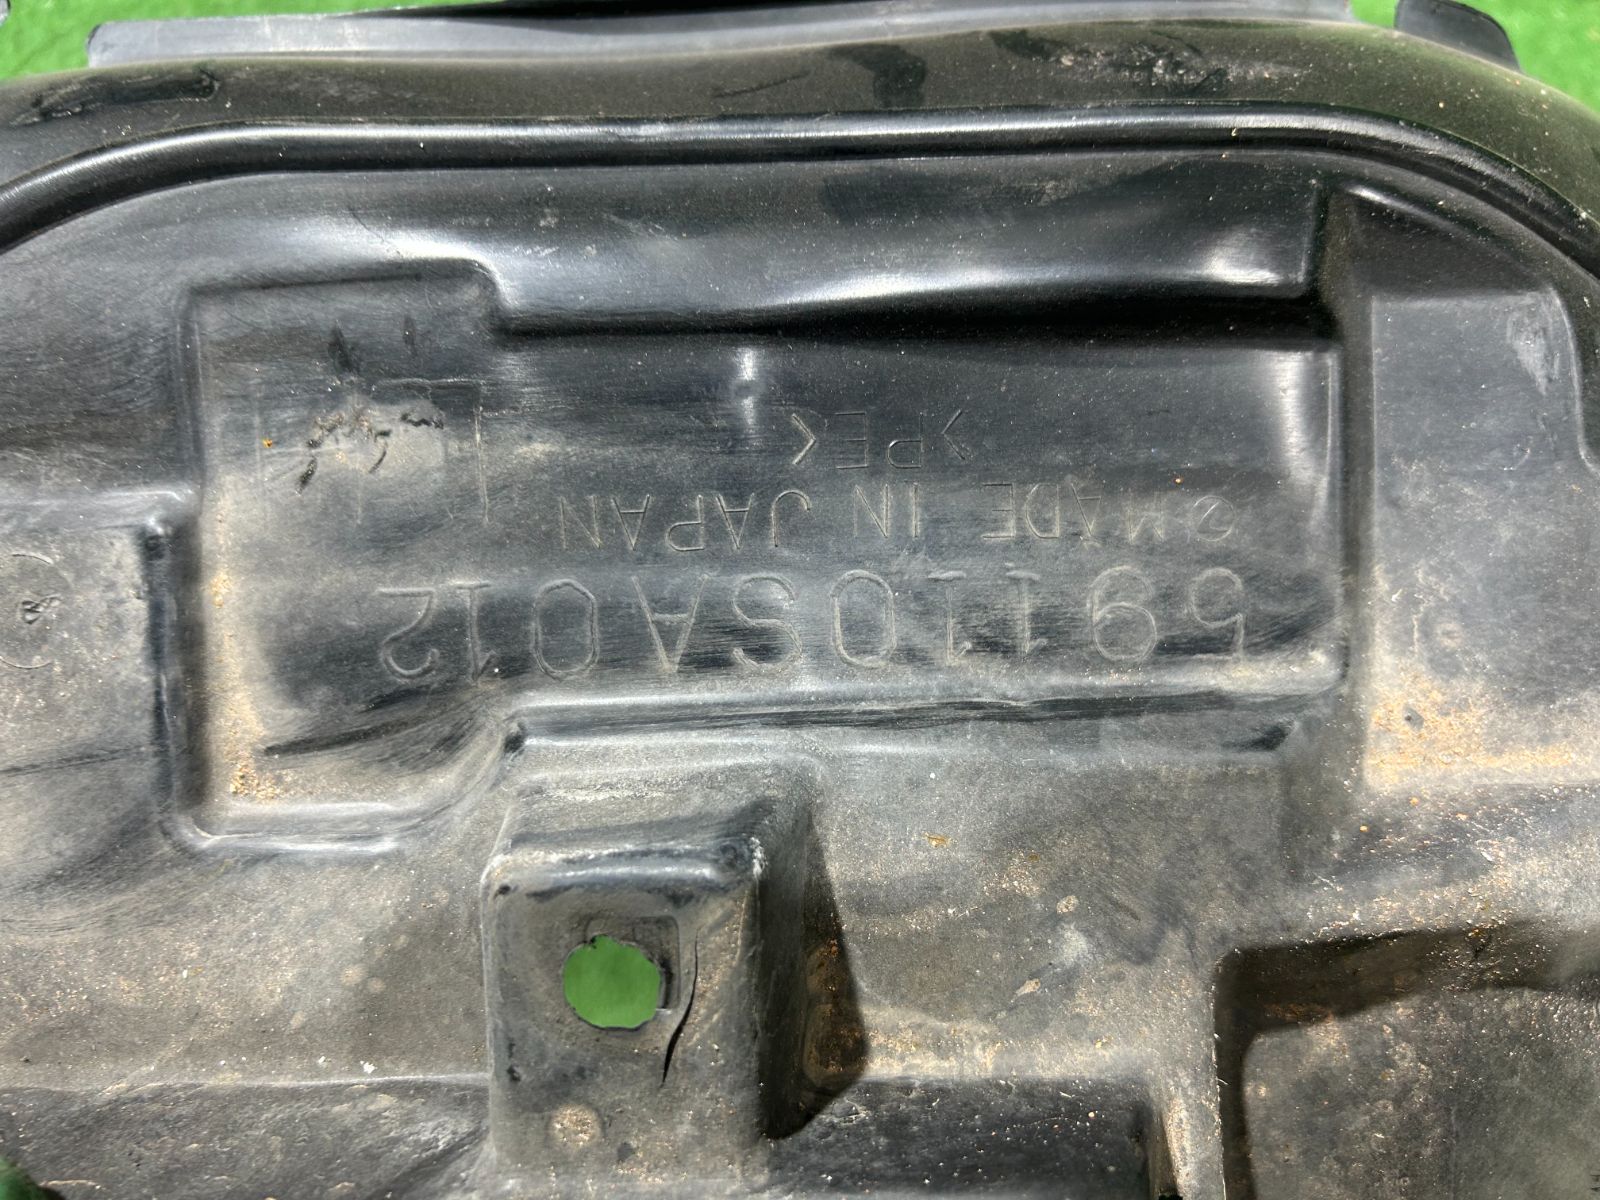 59110SA012
MADE IN JAPAN
>PE<